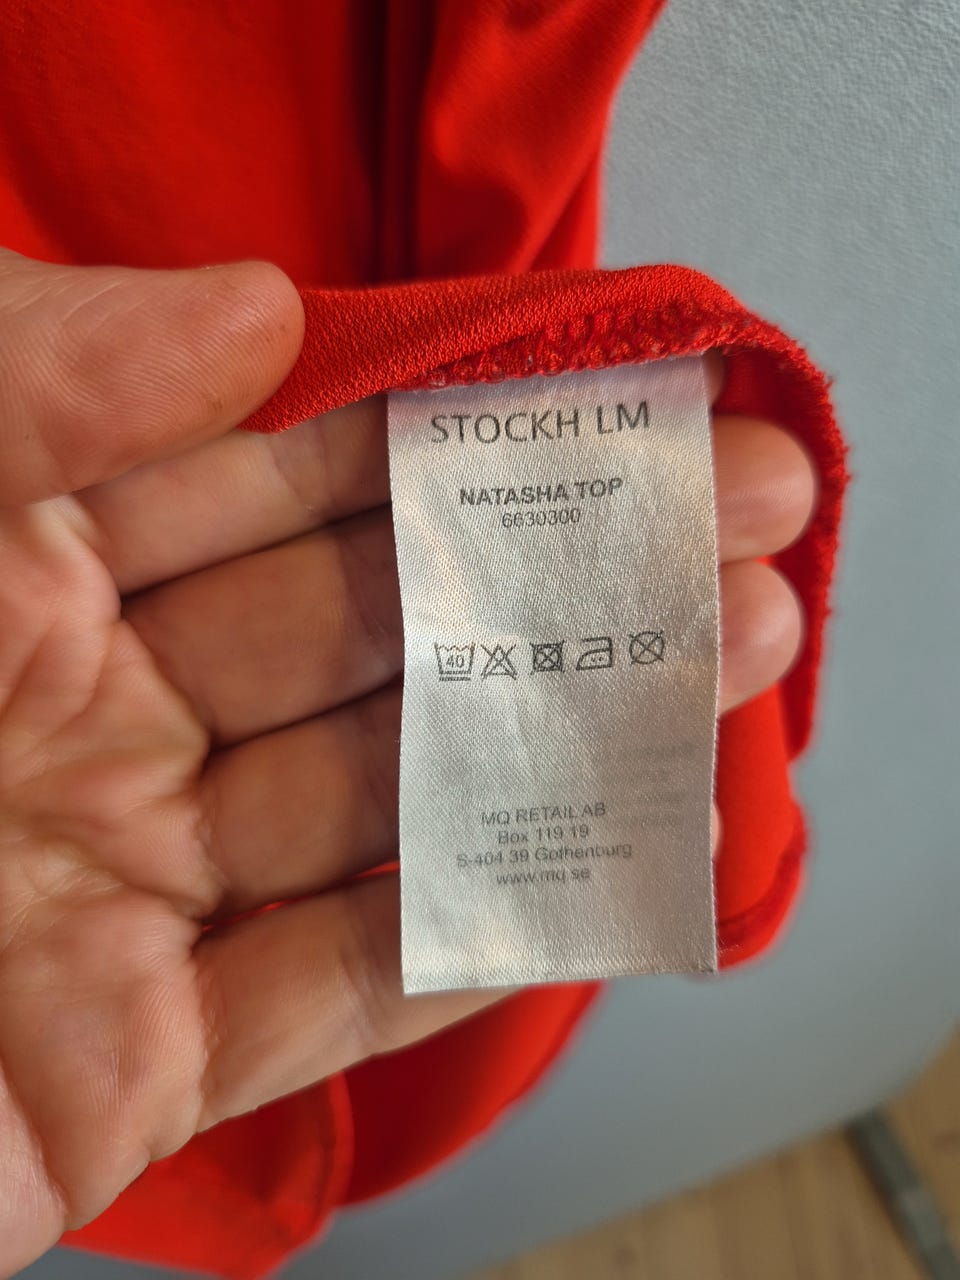 STOCKH LM
NATASHA TOP
6630300
40
MQ RETAIL AB
Box 119 19
S-404 39 Gothenburg
www.mq.se